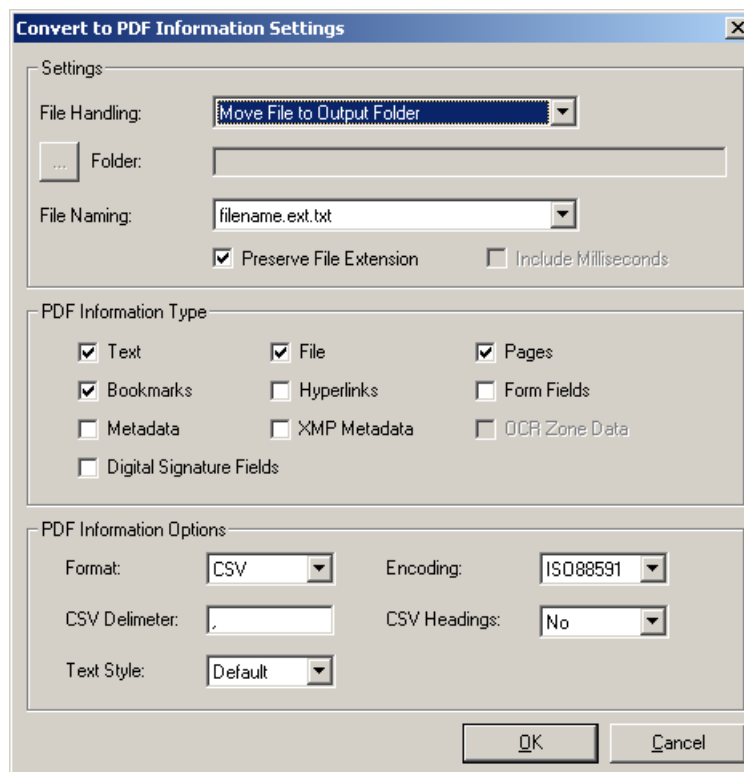 Convert to PDF Information Settings
Settings
File Handling: Move File to Output Folder
... Folder:
File Naming: filename.ext.txt
Preserve File Extension Include Milliseconds
PDF Information Type
Text File Pages
Bookmarks Hyperlinks Form Fields
Metadata XMP Metadata OCR Zone Data
Digital Signature Fields
PDF Information Options
Format: CSV Encoding: ISO88591
CSV Delimeter: , CSV Headings: No
Text Style: Default
OK Cancel